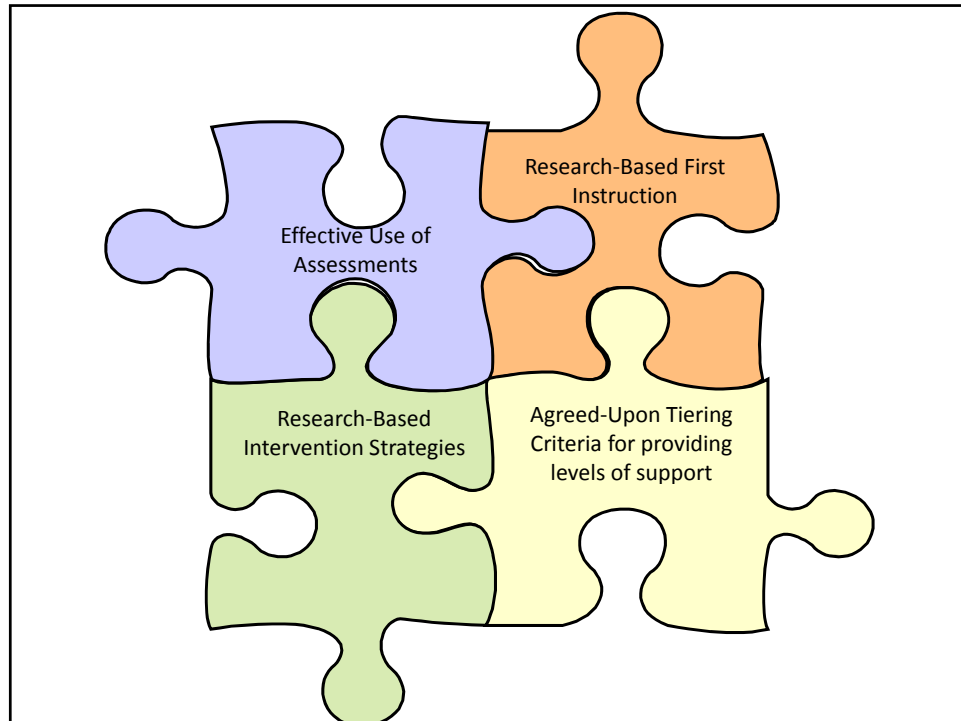 Effective Use of
Assessments
Research-Based First
Instruction
Research-Based
Intervention Strategies
Agreed-Upon Tiering
Criteria for providing
levels of support